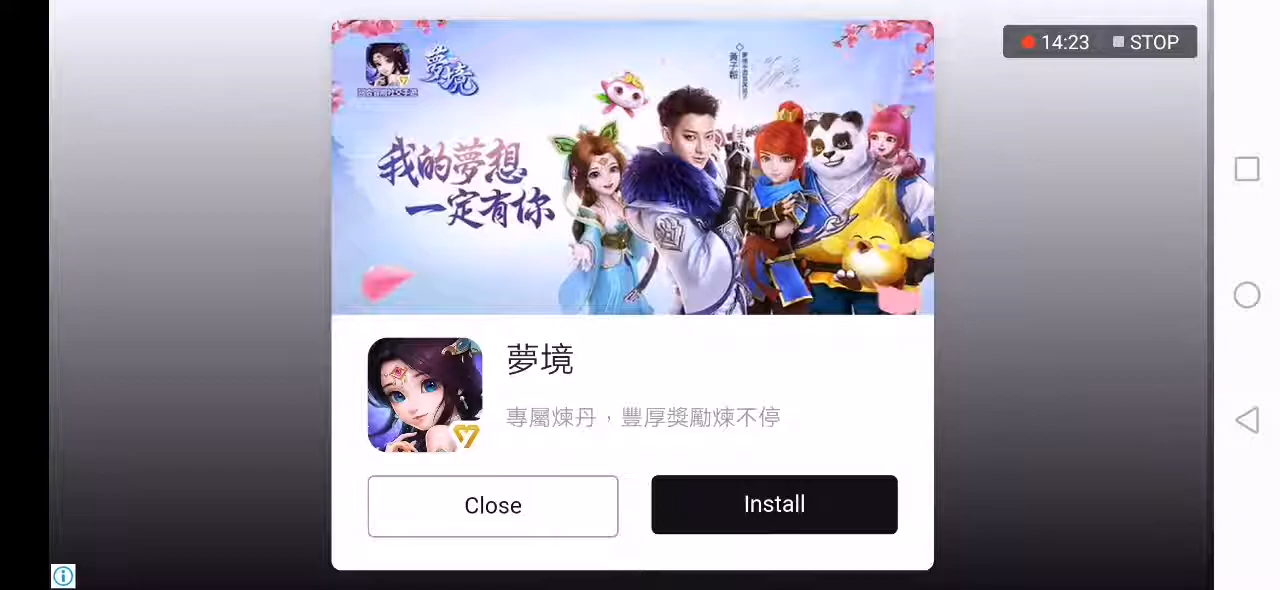 14:23 STOP
夢境
我的夢想
一定有你
夢境
專屬煉丹，豐厚獎勵煉不停
Close
Install